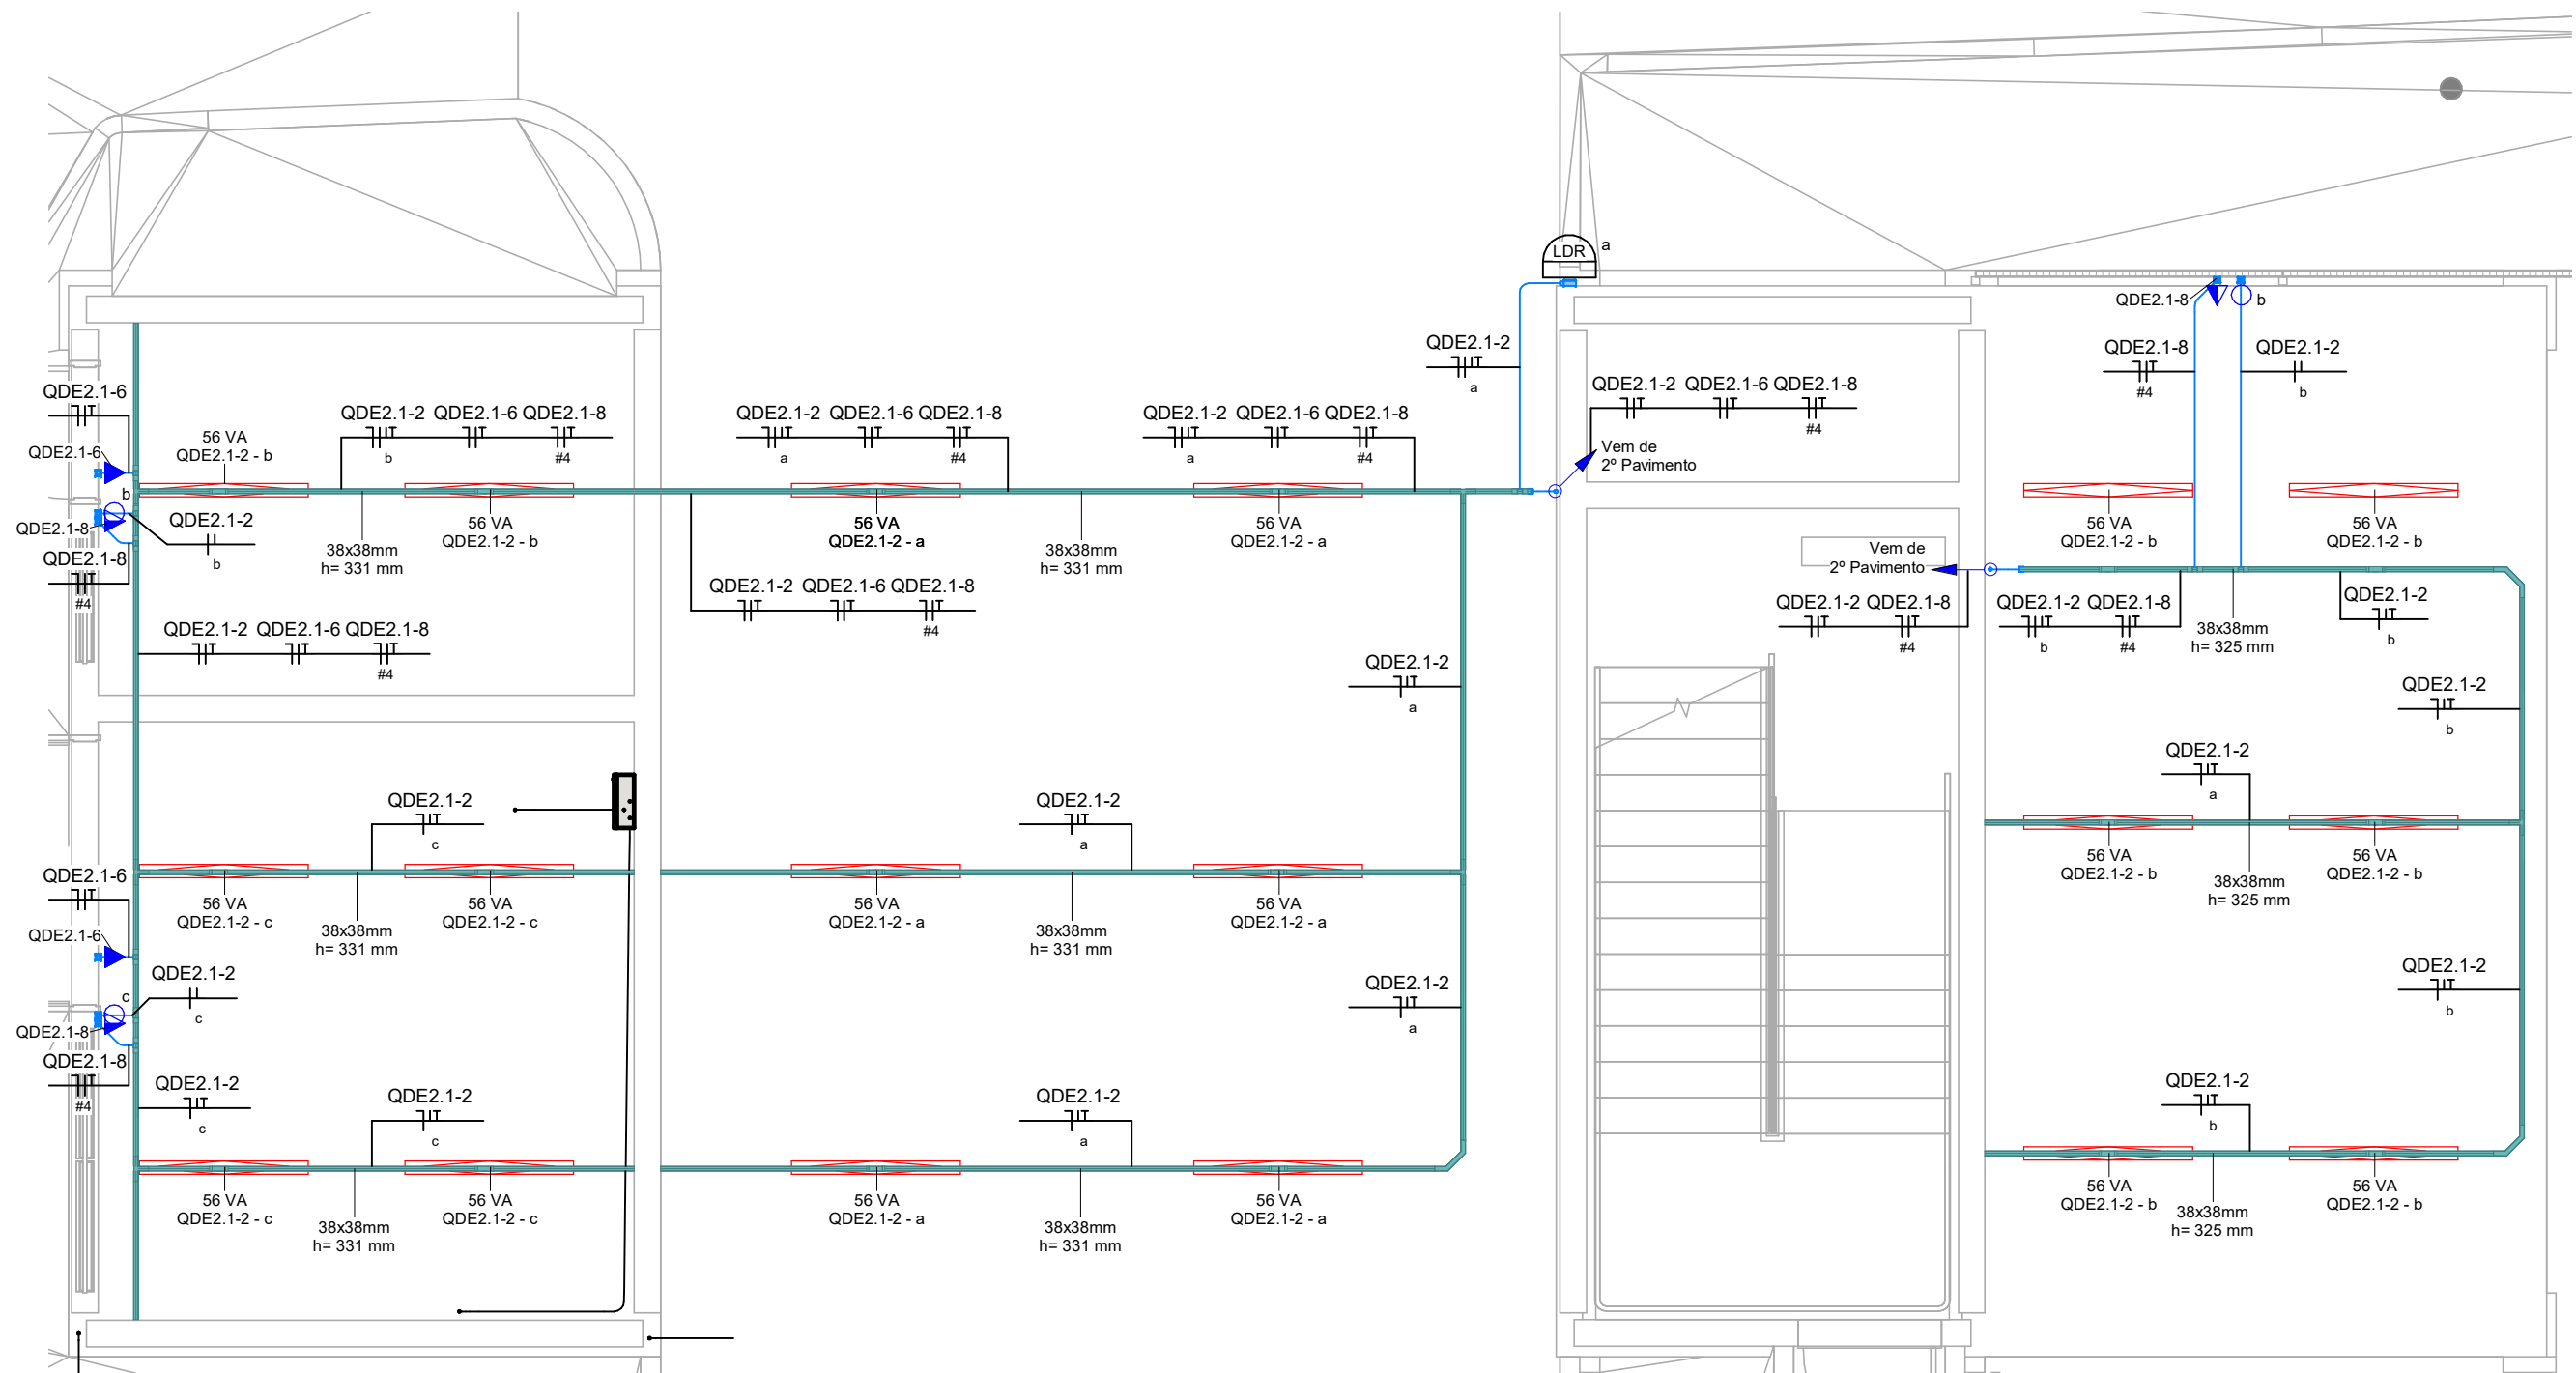 LDR
a
QDE2.1-8
b
QDE2.1-2
a
QDE2.1-8
#4
QDE2.1-2
b
QDE2.1-6
QDE2.1-2 QDE2.1-6 QDE2.1-8
b #4
QDE2.1-2 QDE2.1-6 QDE2.1-8
a #4
QDE2.1-2 QDE2.1-6 QDE2.1-8
a #4
QDE2.1-2 QDE2.1-6 QDE2.1-8
#4
Vem de
2º Pavimento
QDE2.1-6
56 VA
QDE2.1-2 - b
b
QDE2.1-8
QDE2.1-2
b
QDE2.1-8
#4
38x38mm
h= 331 mm
56 VA
QDE2.1-2 - b
56 VA
QDE2.1-2 - a
38x38mm
h= 331 mm
56 VA
QDE2.1-2 - a
56 VA
QDE2.1-2 - b
56 VA
QDE2.1-2 - b
Vem de
2º Pavimento
QDE2.1-2 QDE2.1-8
#4
QDE2.1-2 QDE2.1-8
b #4
38x38mm
h= 325 mm
QDE2.1-2
b
QDE2.1-2 QDE2.1-6 QDE2.1-8
#4
QDE2.1-2 QDE2.1-6 QDE2.1-8
#4
QDE2.1-2
a
QDE2.1-2
b
QDE2.1-2
a
QDE2.1-2
c
QDE2.1-2
a
QDE2.1-6
QDE2.1-6
56 VA
QDE2.1-2 - c
38x38mm
h= 331 mm
56 VA
QDE2.1-2 - c
56 VA
QDE2.1-2 - a
38x38mm
h= 331 mm
56 VA
QDE2.1-2 - a
56 VA
QDE2.1-2 - b
38x38mm
h= 325 mm
56 VA
QDE2.1-2 - b
QDE2.1-2
c
c
QDE2.1-8
QDE2.1-8
#4
QDE2.1-2
a
QDE2.1-2
b
QDE2.1-2
c
QDE2.1-2
c
QDE2.1-2
a
QDE2.1-2
b
56 VA
QDE2.1-2 - c
38x38mm
h= 331 mm
56 VA
QDE2.1-2 - c
56 VA
QDE2.1-2 - a
38x38mm
h= 331 mm
56 VA
QDE2.1-2 - a
56 VA
QDE2.1-2 - b
38x38mm
h= 325 mm
56 VA
QDE2.1-2 - b